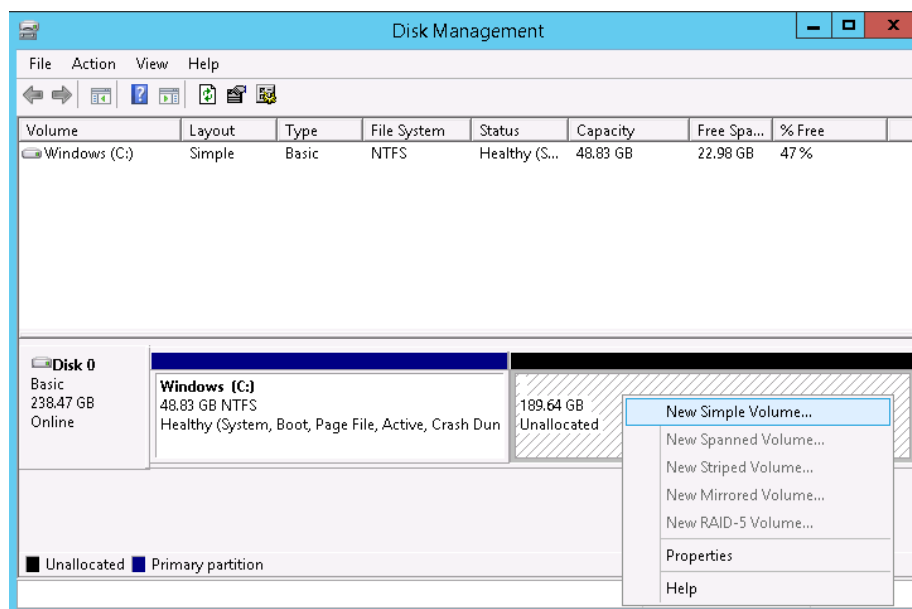 Disk Management
File Action View Help
Volume Layout Type File System Status Capacity Free Spa... % Free
Windows (C:) Simple Basic NTFS Healthy (S... 48.83 GB 22.98 GB 47 %
Disk 0
Basic
238.47 GB
Online
Windows (C:)
48.83 GB NTFS
Healthy (System, Boot, Page File, Active, Crash Dun
189.64 GB
Unallocated
New Simple Volume...
New Spanned Volume...
New Striped Volume...
New Mirrored Volume...
New RAID-5 Volume...
Properties
Help
Unallocated Primary partition